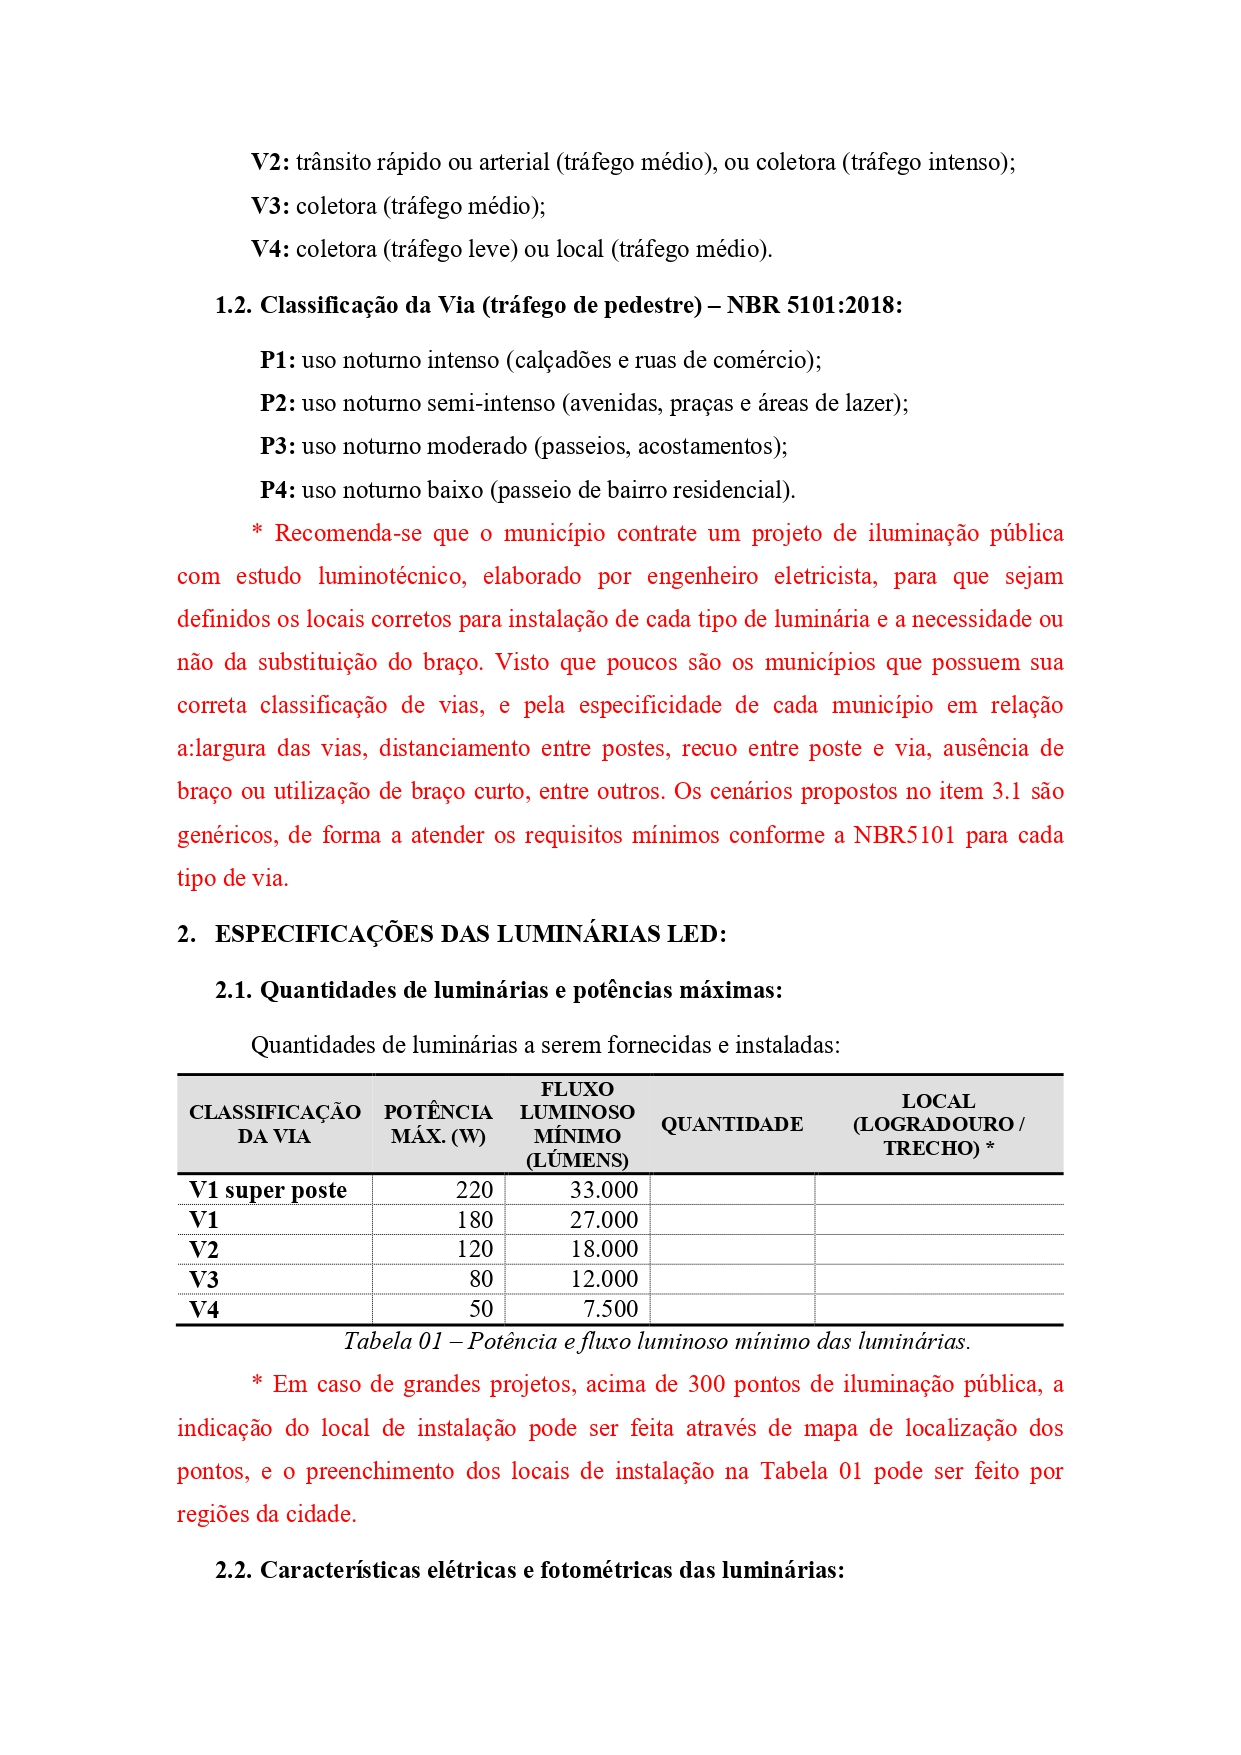 V2: trânsito rápido ou arterial (tráfego médio), ou coletora (tráfego intenso);
V3: coletora (tráfego médio);
V4: coletora (tráfego leve) ou local (tráfego médio).
1.2. Classificação da Via (tráfego de pedestre) – NBR 5101:2018:
P1: uso noturno intenso (calçadões e ruas de comércio);
P2: uso noturno semi-intenso (avenidas, praças e áreas de lazer);
P3: uso noturno moderado (passeios, acostamentos);
P4: uso noturno baixo (passeio de bairro residencial).
* Recomenda-se que o município contrate um projeto de iluminação pública
com estudo luminotécnico, elaborado por engenheiro eletricista, para que sejam
definidos os locais corretos para instalação de cada tipo de luminária e a necessidade ou
não da substituição do braço. Visto que poucos são os municípios que possuem sua
correta classificação de vias, e pela especificidade de cada município em relação
a:largura das vias, distanciamento entre postes, recuo entre poste e via, ausência de
braço ou utilização de braço curto, entre outros. Os cenários propostos no item 3.1 são
genéricos, de forma a atender os requisitos mínimos conforme a NBR5101 para cada
tipo de via.
2. ESPECIFICAÇÕES DAS LUMINÁRIAS LED:
2.1. Quantidades de luminárias e potências máximas:
Quantidades de luminárias a serem fornecidas e instaladas:
CLASSIFICAÇÃO DA VIA POTÊNCIA MÁX. (W) FLUXO LUMINOSO MÍNIMO (LÚMENS) QUANTIDADE LOCAL (LOGRADOURO / TRECHO) *
V1 super poste 220 33.000
V1 180 27.000
V2 120 18.000
V3 80 12.000
V4 50 7.500
Tabela 01 – Potência e fluxo luminoso mínimo das luminárias.
* Em caso de grandes projetos, acima de 300 pontos de iluminação pública, a
indicação do local de instalação pode ser feita através de mapa de localização dos
pontos, e o preenchimento dos locais de instalação na Tabela 01 pode ser feito por
regiões da cidade.
2.2. Características elétricas e fotométricas das luminárias: